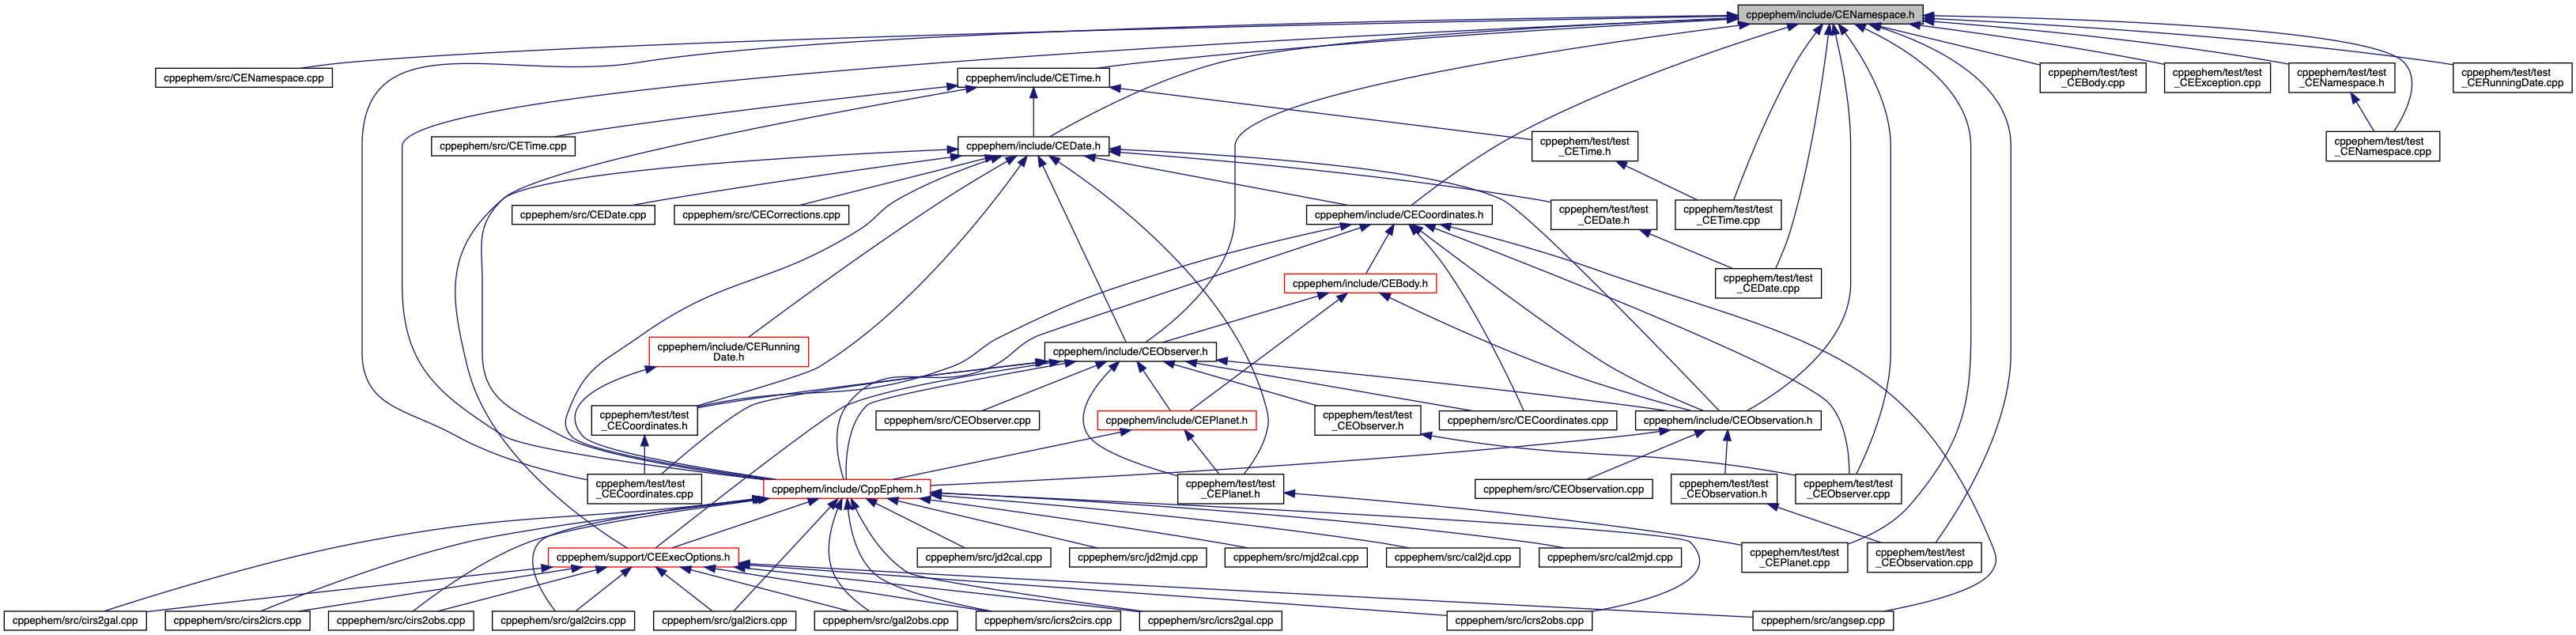 cppephem/include/CENamespace.h
cppephem/src/CENamespace.cpp
cppephem/include/CETime.h
cppephem/test/test
_CEBody.cpp
cppephem/test/test
_CEException.cpp
cppephem/test/test
_CENamespace.h
cppephem/test/test
_CERunningDate.cpp
cppephem/src/CETime.cpp
cppephem/include/CEDate.h
cppephem/test/test
_CETime.h
cppephem/test/test
_CENamespace.cpp
cppephem/src/CEDate.cpp
cppephem/src/CECorrections.cpp
cppephem/include/CECoordinates.h
cppephem/test/test
_CEDate.h
cppephem/test/test
_CETime.cpp
cppephem/include/CEBody.h
cppephem/test/test
_CEDate.cpp
cppephem/include/CERunning
Date.h
cppephem/include/CEObserver.h
cppephem/test/test
_CECoordinates.h
cppephem/src/CEObserver.cpp
cppephem/include/CEPlanet.h
cppephem/test/test
_CEObserver.h
cppephem/src/CECoordinates.cpp
cppephem/include/CEObservation.h
cppephem/test/test
_CECoordinates.cpp
cppephem/include/CppEphem.h
cppephem/test/test
_CEPlanet.h
cppephem/src/CEObservation.cpp
cppephem/test/test
_CEObservation.h
cppephem/test/test
_CEObserver.cpp
cppephem/support/CEExecOptions.h
cppephem/src/jd2cal.cpp
cppephem/src/jd2mjd.cpp
cppephem/src/mjd2cal.cpp
cppephem/src/cal2jd.cpp
cppephem/src/cal2mjd.cpp
cppephem/test/test
_CEPlanet.cpp
cppephem/test/test
_CEObservation.cpp
cppephem/src/cirs2gal.cpp
cppephem/src/cirs2icrs.cpp
cppephem/src/cirs2obs.cpp
cppephem/src/gal2cirs.cpp
cppephem/src/gal2icrs.cpp
cppephem/src/gal2obs.cpp
cppephem/src/icrs2cirs.cpp
cppephem/src/icrs2gal.cpp
cppephem/src/icrs2obs.cpp
cppephem/src/angsep.cpp